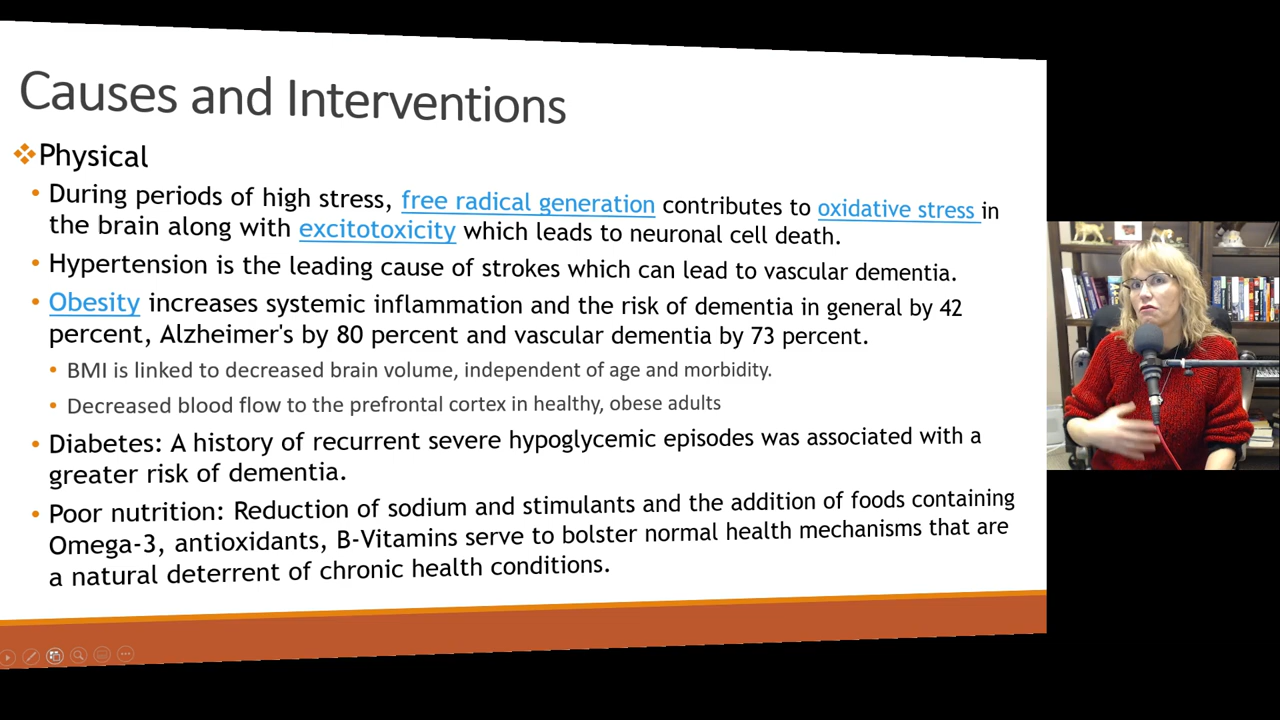 Causes and Interventions
Physical
During periods of high stress, free radical generation contributes to oxidative stress in
the brain along with excitotoxicity which leads to neuronal cell death.
Hypertension is the leading cause of strokes which can lead to vascular dementia.
Obesity increases systemic inflammation and the risk of dementia in general by 42
percent, Alzheimer's by 80 percent and vascular dementia by 73 percent.
BMI is linked to decreased brain volume, independent of age and morbidity.
Decreased blood flow to the prefrontal cortex in healthy, obese adults
Diabetes: A history of recurrent severe hypoglycemic episodes was associated with a
greater risk of dementia.
Poor nutrition: Reduction of sodium and stimulants and the addition of foods containing
Omega-3, antioxidants, B-Vitamins serve to bolster normal health mechanisms that are
a natural deterrent of chronic health conditions.